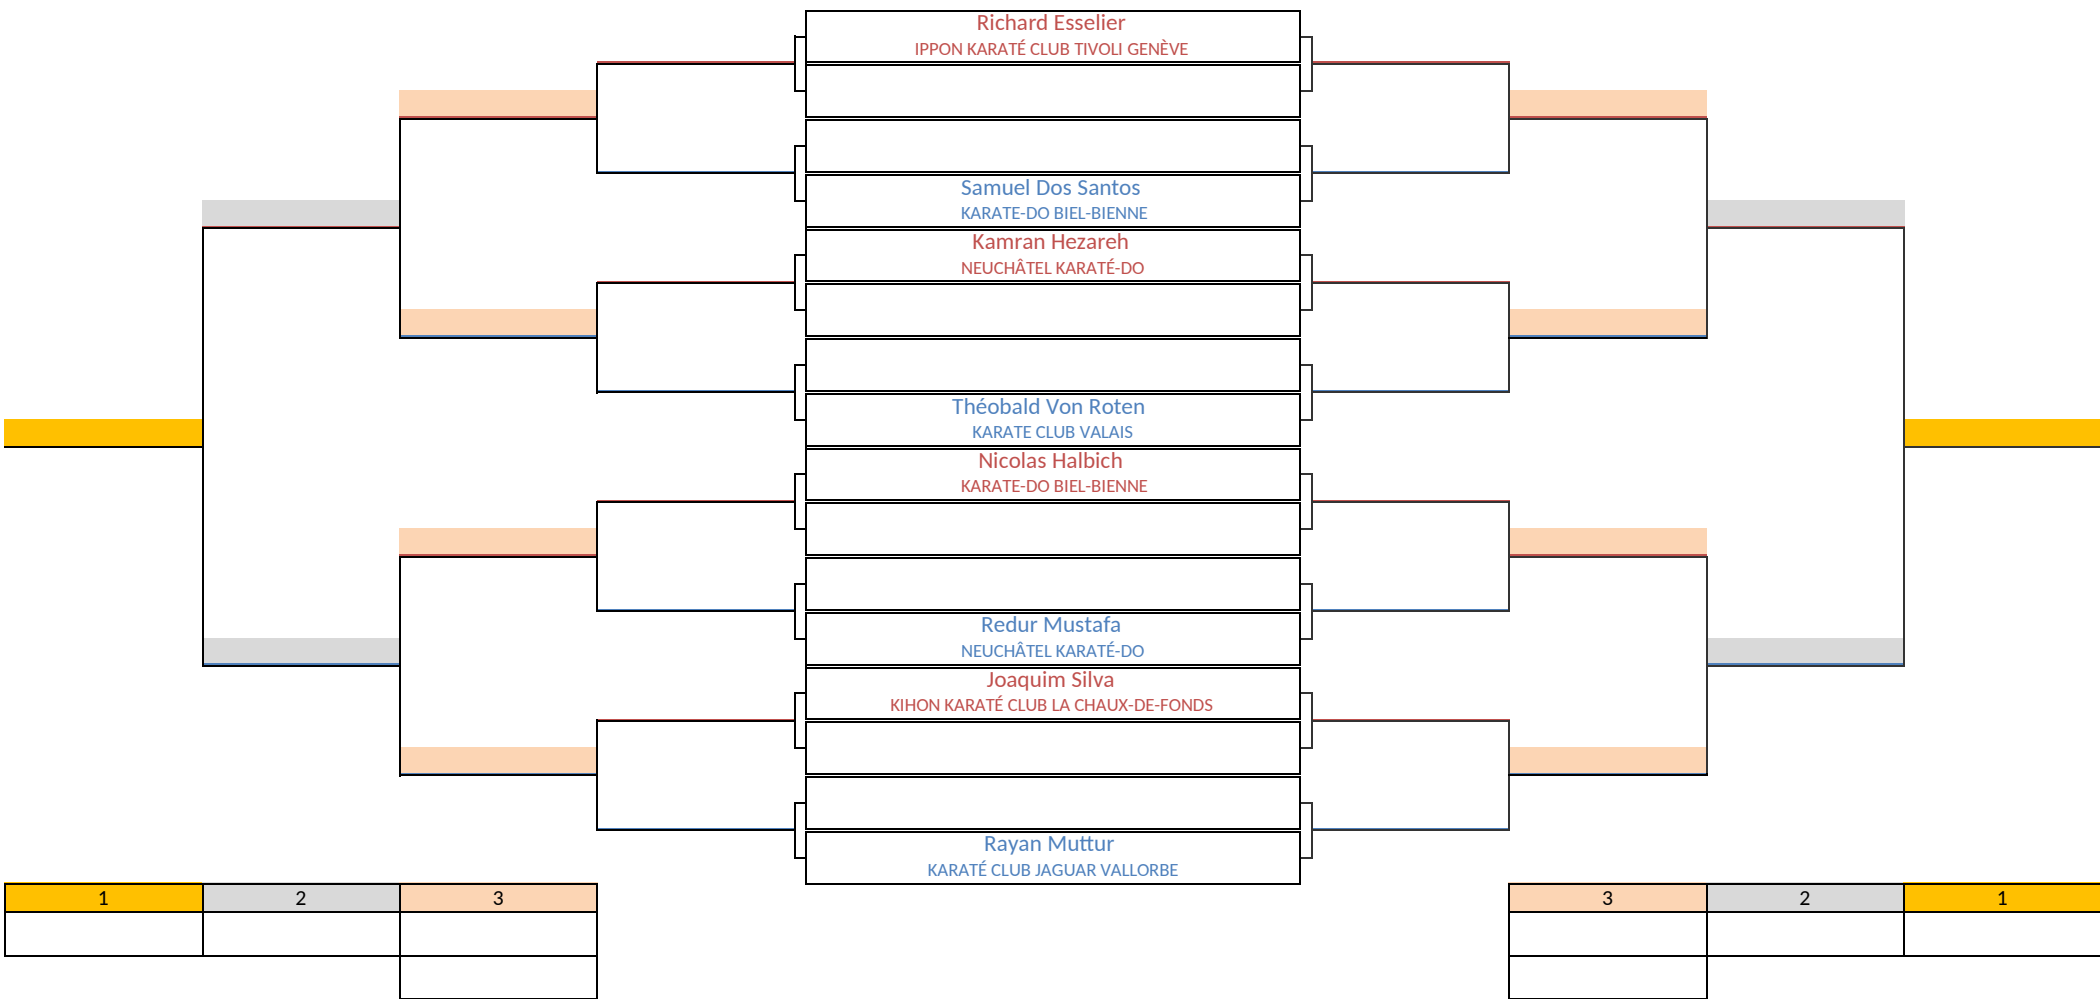 Richard Esselier
IPPON KARATÉ CLUB TIVOLI GENÈVE
Samuel Dos Santos
KARATE-DO BIEL-BIENNE
Kamran Hezareh
NEUCHÂTEL KARATÉ-DO
Théobald Von Roten
KARATE CLUB VALAIS
Nicolas Halbich
KARATE-DO BIEL-BIENNE
Redur Mustafa
NEUCHÂTEL KARATÉ-DO
Joaquim Silva
KIHON KARATÉ CLUB LA CHAUX-DE-FONDS
Rayan Muttur
KARATÉ CLUB JAGUAR VALLORBE
1 2 3 3 2 1